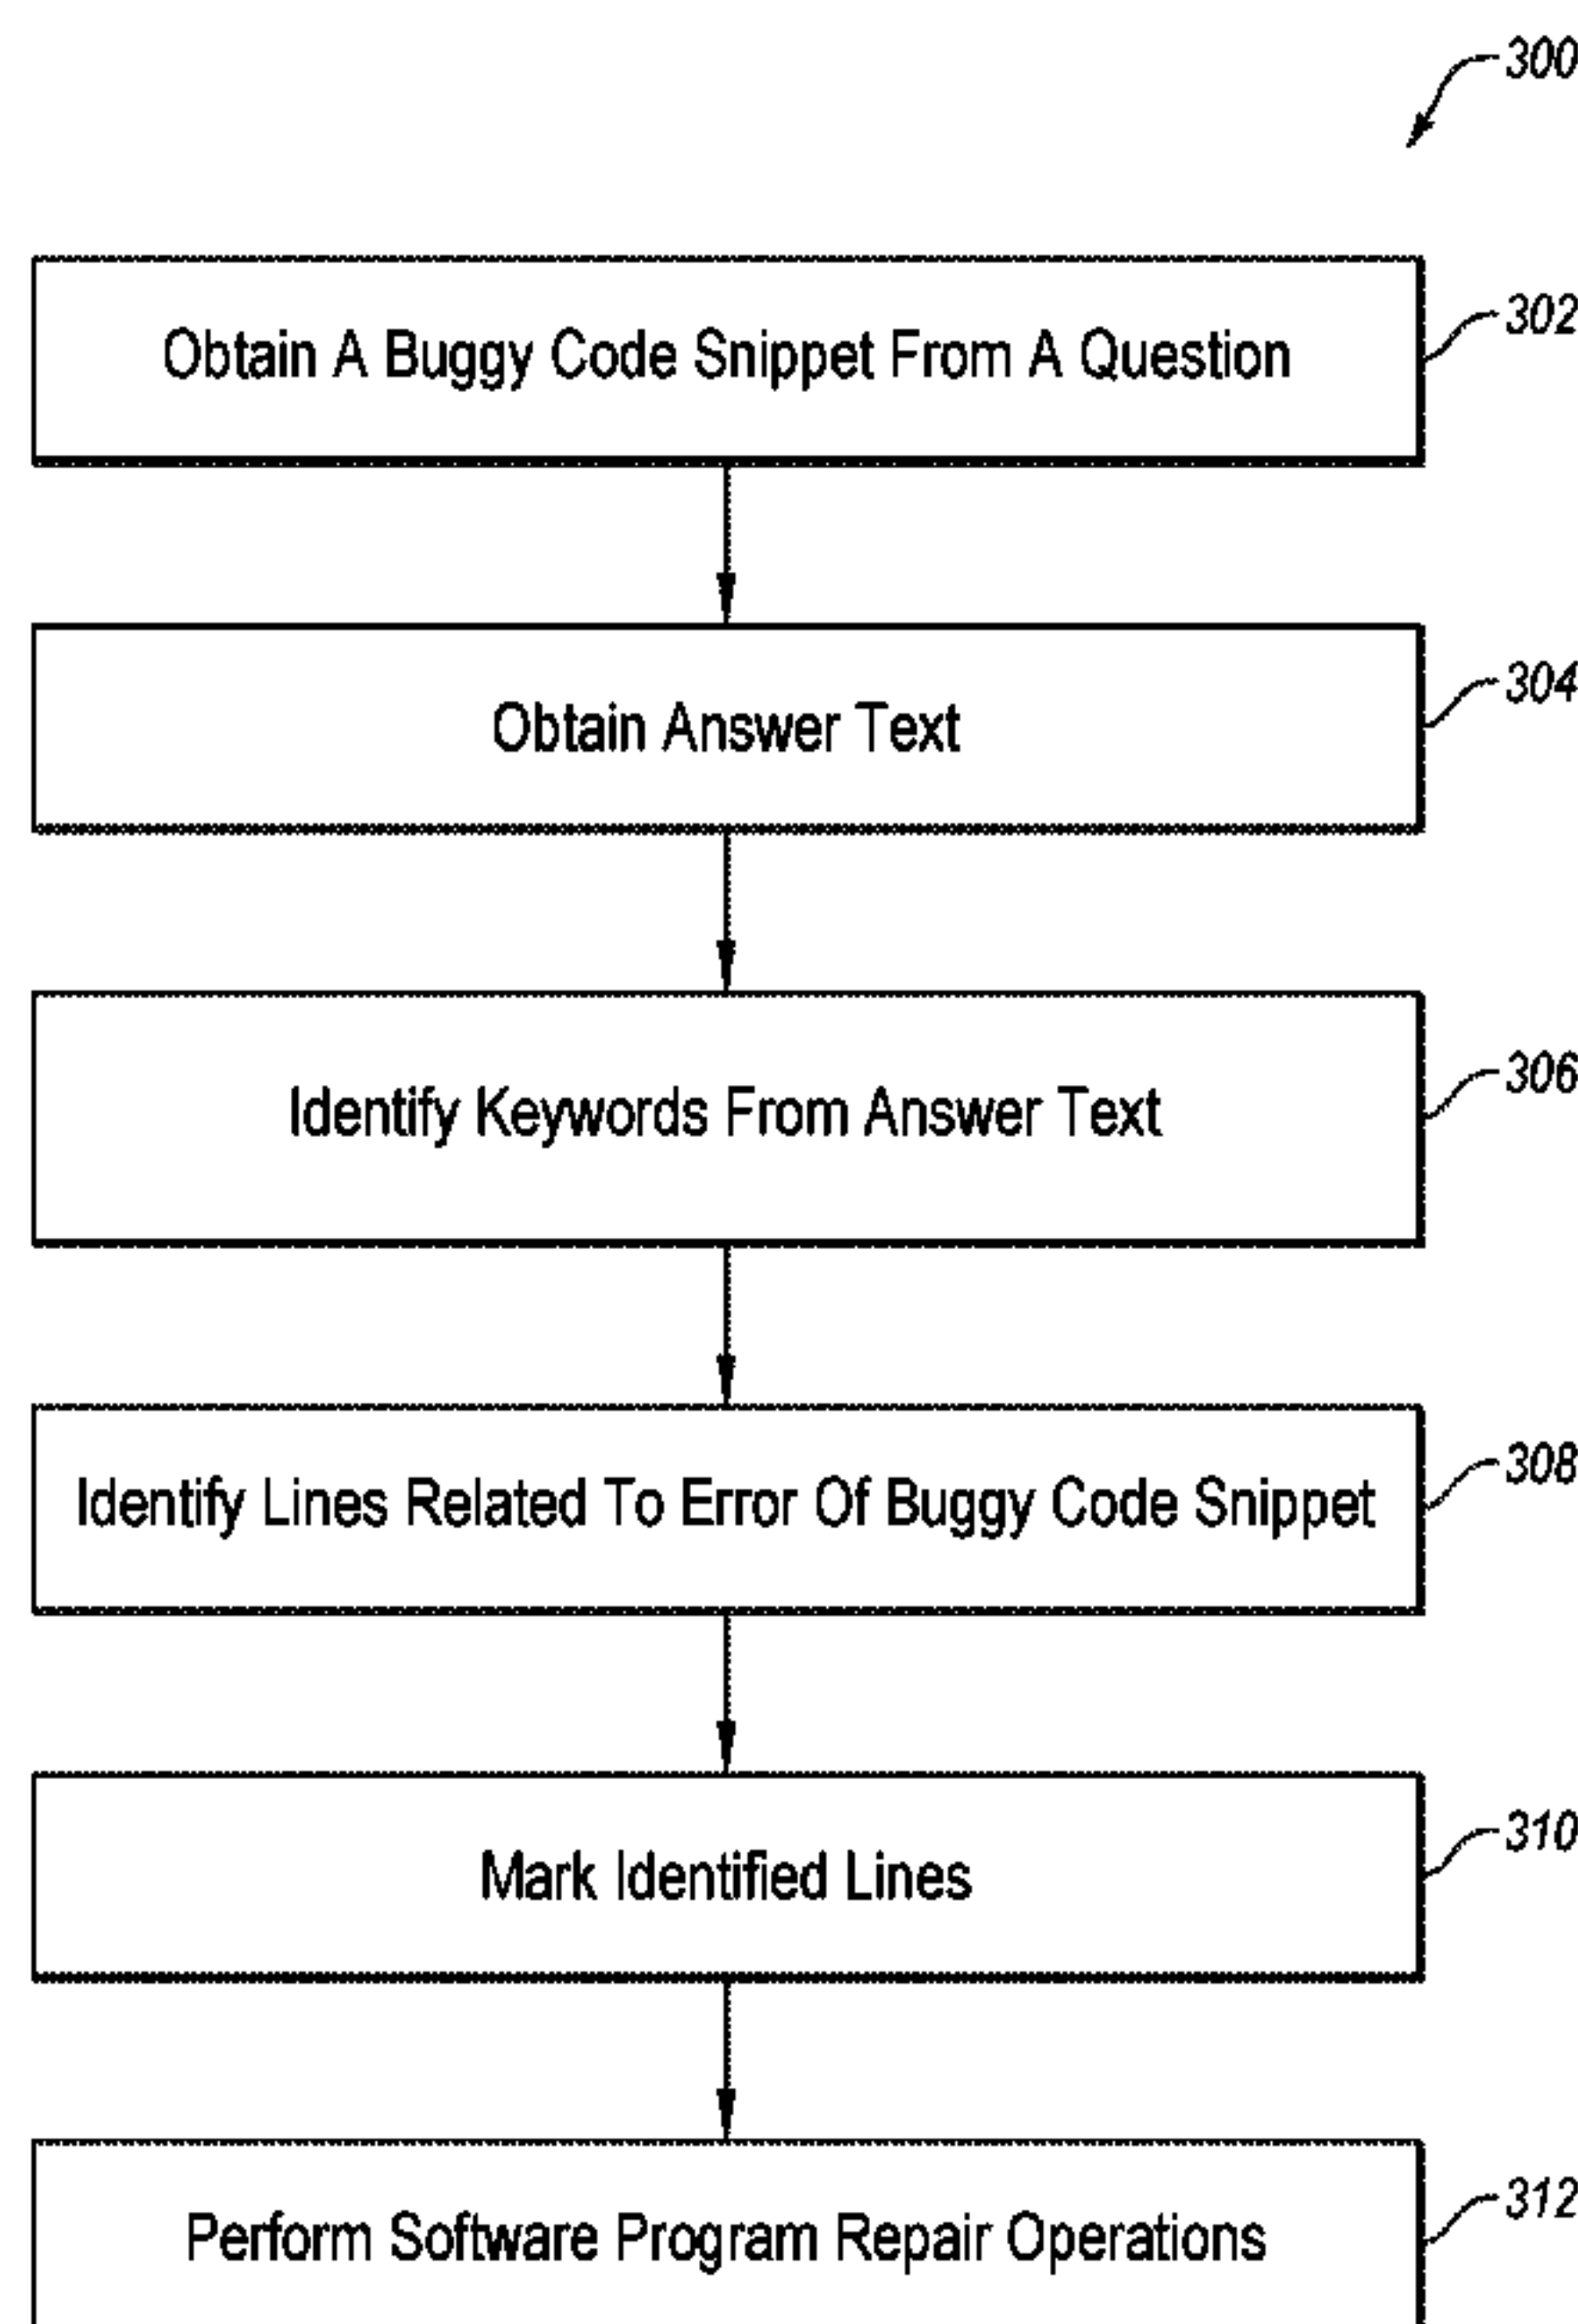 300
Obtain A Buggy Code Snippet From A Question
302
Obtain Answer Text
304
Identify Keywords From Answer Text
306
Identify Lines Related To Error Of Buggy Code Snippet
308
Mark Identified Lines
310
Perform Software Program Repair Operations
312